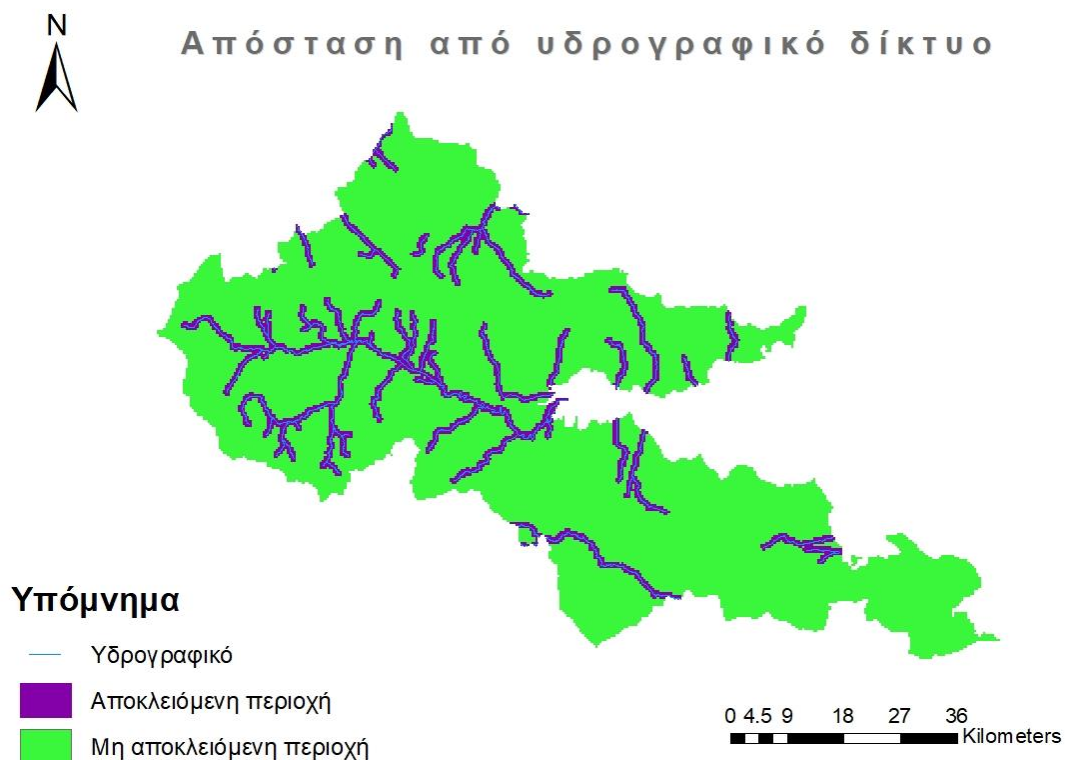 N
Απόσταση από υδρογραφικό δίκτυο
Υπόμνημα
Υδρογραφικό
Αποκλειόμενη περιοχή
Μη αποκλειόμενη περιοχή
0 4.5 9 18 27 36
Kilometers